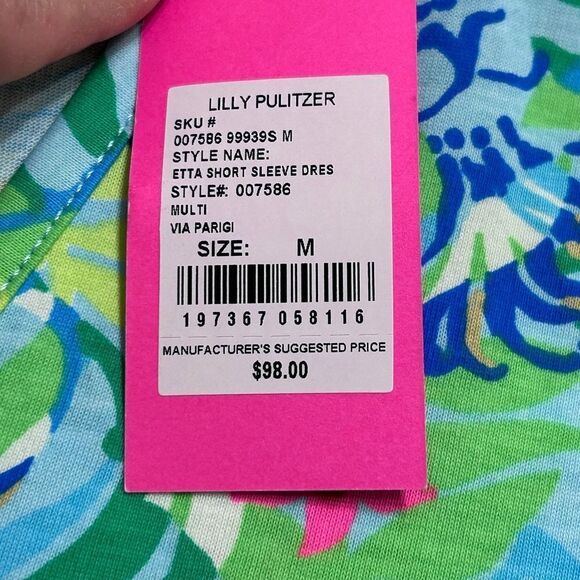 LILLY PULITZER
SKU #
007586 99939S M
STYLE NAME:
ETTA SHORT SLEEVE DRES
STYLE#: 007586
MULTI
VIA PARIGI
SIZE: M
197367 058116
MANUFACTURER'S SUGGESTED PRICE
$98.00